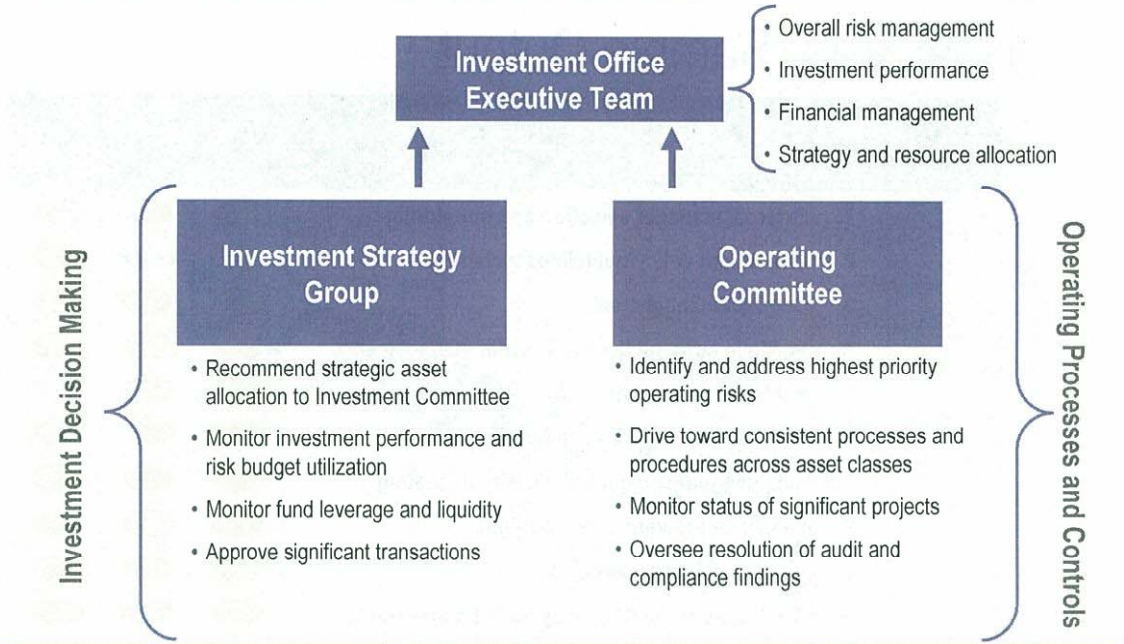 Investment Office
Executive Team
• Overall risk management
• Investment performance
• Financial management
• Strategy and resource allocation
Investment Decision Making
Investment Strategy
Group
• Recommend strategic asset
allocation to Investment Committee
• Monitor investment performance and
risk budget utilization
• Monitor fund leverage and liquidity
• Approve significant transactions
Operating
Committee
• Identify and address highest priority
operating risks
• Drive toward consistent processes and
procedures across asset classes
• Monitor status of significant projects
• Oversee resolution of audit and
compliance findings
Operating Processes and Controls